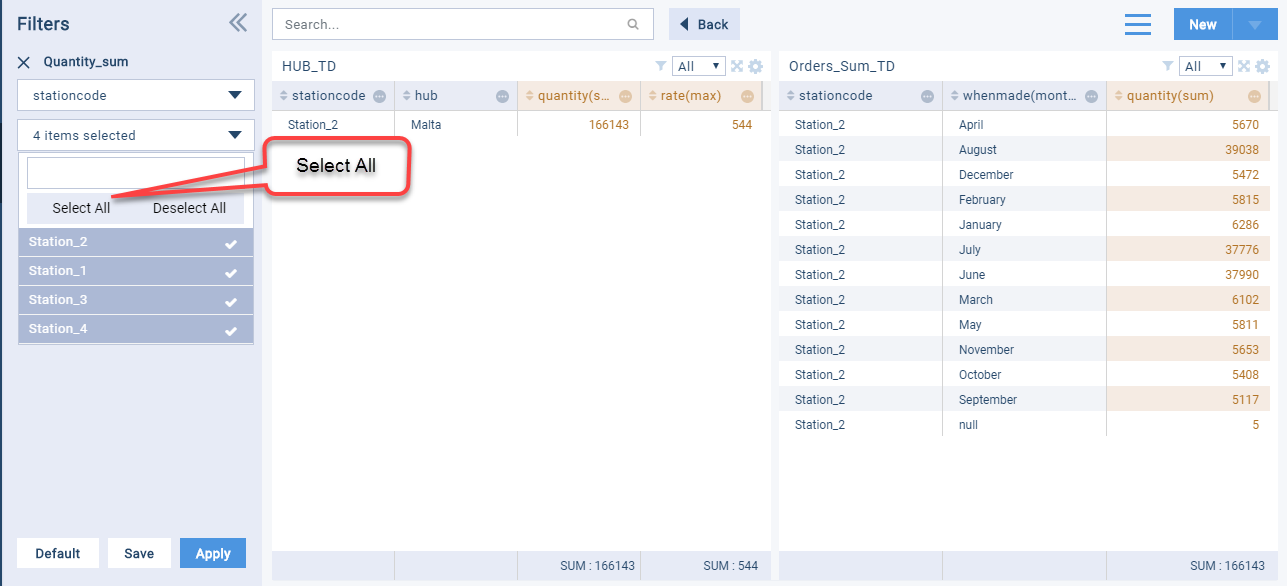 Filters
Quantity_sum
stationcode
4 items selected
Select All Deselect All
Station_2
Station_1
Station_3
Station_4
Default Save Apply
Select All
Search... Back New
HUB_TD All
stationcode hub quantity(s... rate(max)
Station_2 Malta 166143 544
SUM : 166143 SUM : 544
Orders_Sum_TD All
stationcode whenmade(mont... quantity(sum)
Station_2 April 5670
Station_2 August 39038
Station_2 December 5472
Station_2 February 5815
Station_2 January 6286
Station_2 July 37776
Station_2 June 37990
Station_2 March 6102
Station_2 May 5811
Station_2 November 5653
Station_2 October 5408
Station_2 September 5117
Station_2 null 5
SUM : 166143